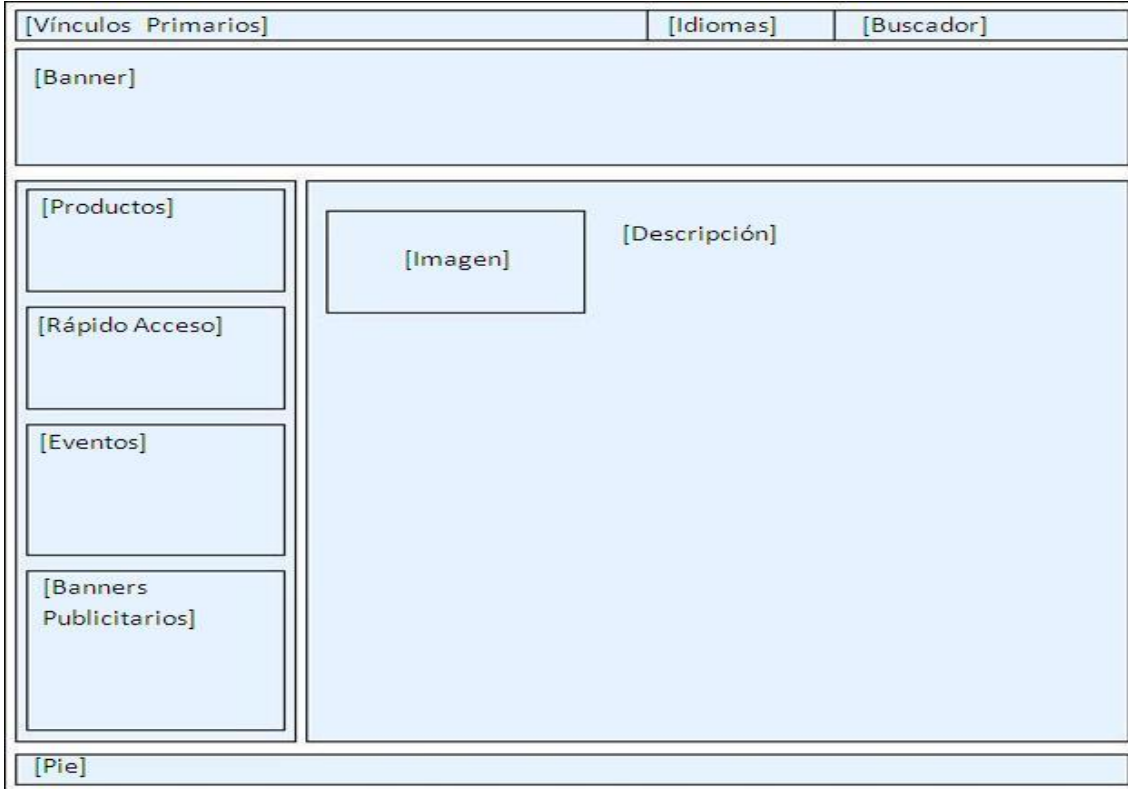 [Vínculos Primarios]
[Idiomas]
[Buscador]
[Banner]
[Productos]
[Rápido Acceso]
[Eventos]
[Banners
Publicitarios]
[Imagen]
[Descripción]
[Pie]